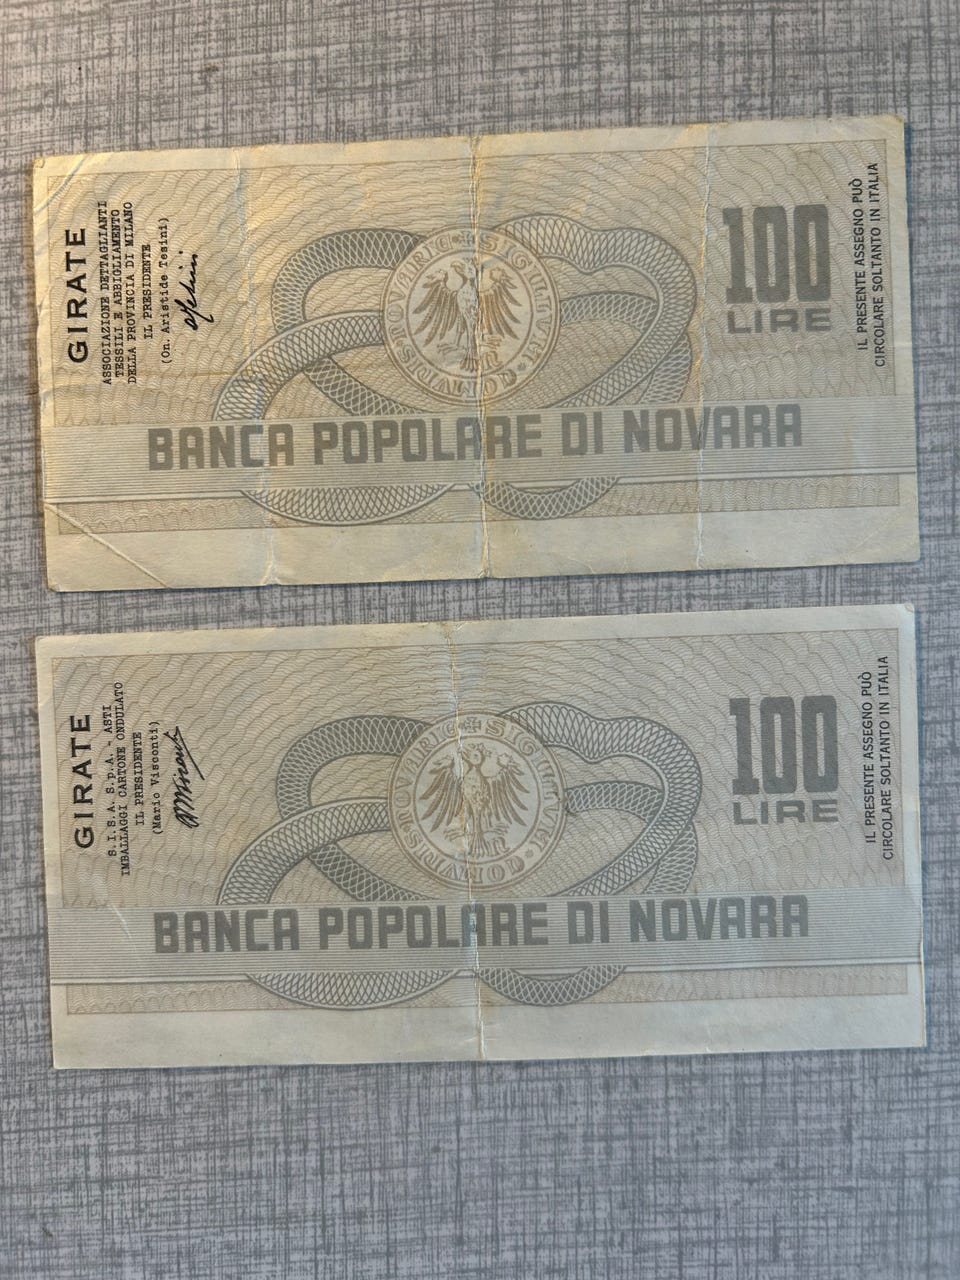 GIRATE
ASSOCIAZIONE DETTAGLIANTI
TESSILI E ABBIGLIAMENTO
DELLA PROVINCIA DI MILANO
IL PRESIDENTE
(On. Aristide Tesini)
100
LIRE
IL PRESENTE ASSEGNO PUÒ
CIRCOLARE SOLTANTO IN ITALIA
BANCA POPOLARE DI NOVARA
GIRATE
S.I.S.A. S.p.A. - ASTI
IMBALLAGGI CARTONE ONDULATO
IL PRESIDENTE
(Mario Visconti)
100
LIRE
IL PRESENTE ASSEGNO PUÒ
CIRCOLARE SOLTANTO IN ITALIA
BANCA POPOLARE DI NOVARA